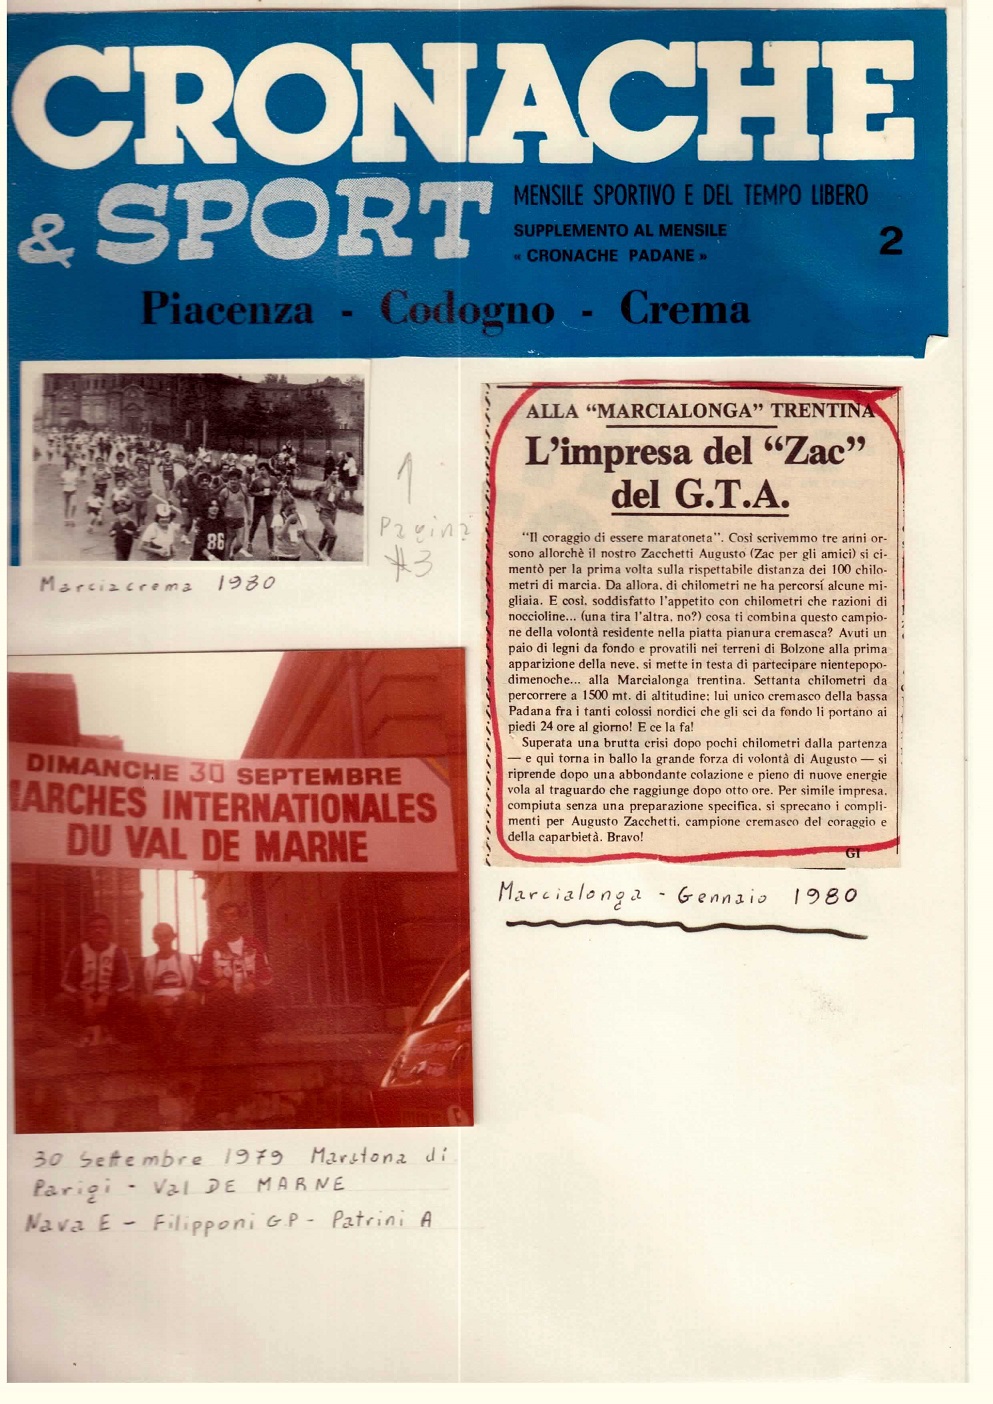 CRONACHE
& SPORT
MENSILE SPORTIVO E DEL TEMPO LIBERO
SUPPLEMENTO AL MENSILE
« CRONACHE PADANE »
2
Piacenza - Codogno - Crema
86
1
Pagina
#3
Marciacrema 1980
ALLA “MARCIALONGA” TRENTINA
L'impresa del “Zac”
del G.T.A.
“Il coraggio di essere maratoneta”. Così scrivemmo tre anni or-
sono allorchè il nostro Zacchetti Augusto (Zac per gli amici) si ci-
mentò per la prima volta sulla rispettabile distanza dei 100 chilo-
metri di marcia. Da allora, di chilometri ne ha percorsi alcune mi-
gliaia. E così, soddisfatto l'appetito con chilometri che razioni di
noccioline... (una tira l'altra, no?) cosa ti combina questo campio-
ne della volontà residente nella piatta pianura cremasca? Avuti un
paio di legni da fondo e provatili nei terreni di Bolzone alla prima
apparizione della neve, si mette in testa di partecipare nientepopo-
dimenoche... alla Marcialonga trentina. Settanta chilometri da
percorrere a 1500 mt. di altitudine; lui unico cremasco della bassa
Padana fra i tanti colossi nordici che gli sci da fondo li portano ai
piedi 24 ore al giorno! E ce la fa!
Superata una brutta crisi dopo pochi chilometri dalla partenza
— e qui torna in ballo la grande forza di volontà di Augusto — si
riprende dopo una abbondante colazione e pieno di nuove energie
vola al traguardo che raggiunge dopo otto ore. Per simile impresa,
compiuta senza una preparazione specifica, si sprecano i compli-
menti per Augusto Zacchetti, campione cremasco del coraggio e
della caparbietà. Bravo!
GI
Marcialonga - Gennaio 1980
DIMANCHE 30 SEPTEMBRE
MARCHES INTERNATIONALES
DU VAL DE MARNE
30 Settembre 1979 Maratona di
Parigi - Val DE MARNE
Nava E - Filipponi G P - Patrini A